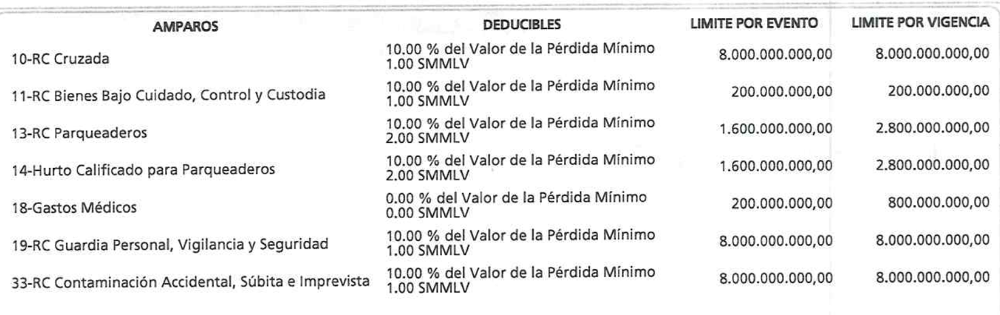 AMPAROS DEDUCIBLES LIMITE POR EVENTO LIMITE POR VIGENCIA
10-RC Cruzada 10.00 % del Valor de la Pérdida Mínimo 8.000.000.000,00 8.000.000.000,00
1.00 SMMLV
11-RC Bienes Bajo Cuidado, Control y Custodia 10.00 % del Valor de la Pérdida Mínimo 200.000.000,00 200.000.000,00
1.00 SMMLV
13-RC Parqueaderos 10.00 % del Valor de la Pérdida Mínimo 1.600.000.000,00 2.800.000.000,00
2.00 SMMLV
14-Hurto Calificado para Parqueaderos 10.00 % del Valor de la Pérdida Mínimo 1.600.000.000,00 2.800.000.000,00
2.00 SMMLV
18-Gastos Médicos 0.00 % del Valor de la Pérdida Mínimo 200.000.000,00 800.000.000,00
0.00 SMMLV
19-RC Guardia Personal, Vigilancia y Seguridad 10.00 % del Valor de la Pérdida Mínimo 8.000.000.000,00 8.000.000.000,00
1.00 SMMLV
33-RC Contaminación Accidental, Súbita e Imprevista 10.00 % del Valor de la Pérdida Mínimo 8.000.000.000,00 8.000.000.000,00
1.00 SMMLV